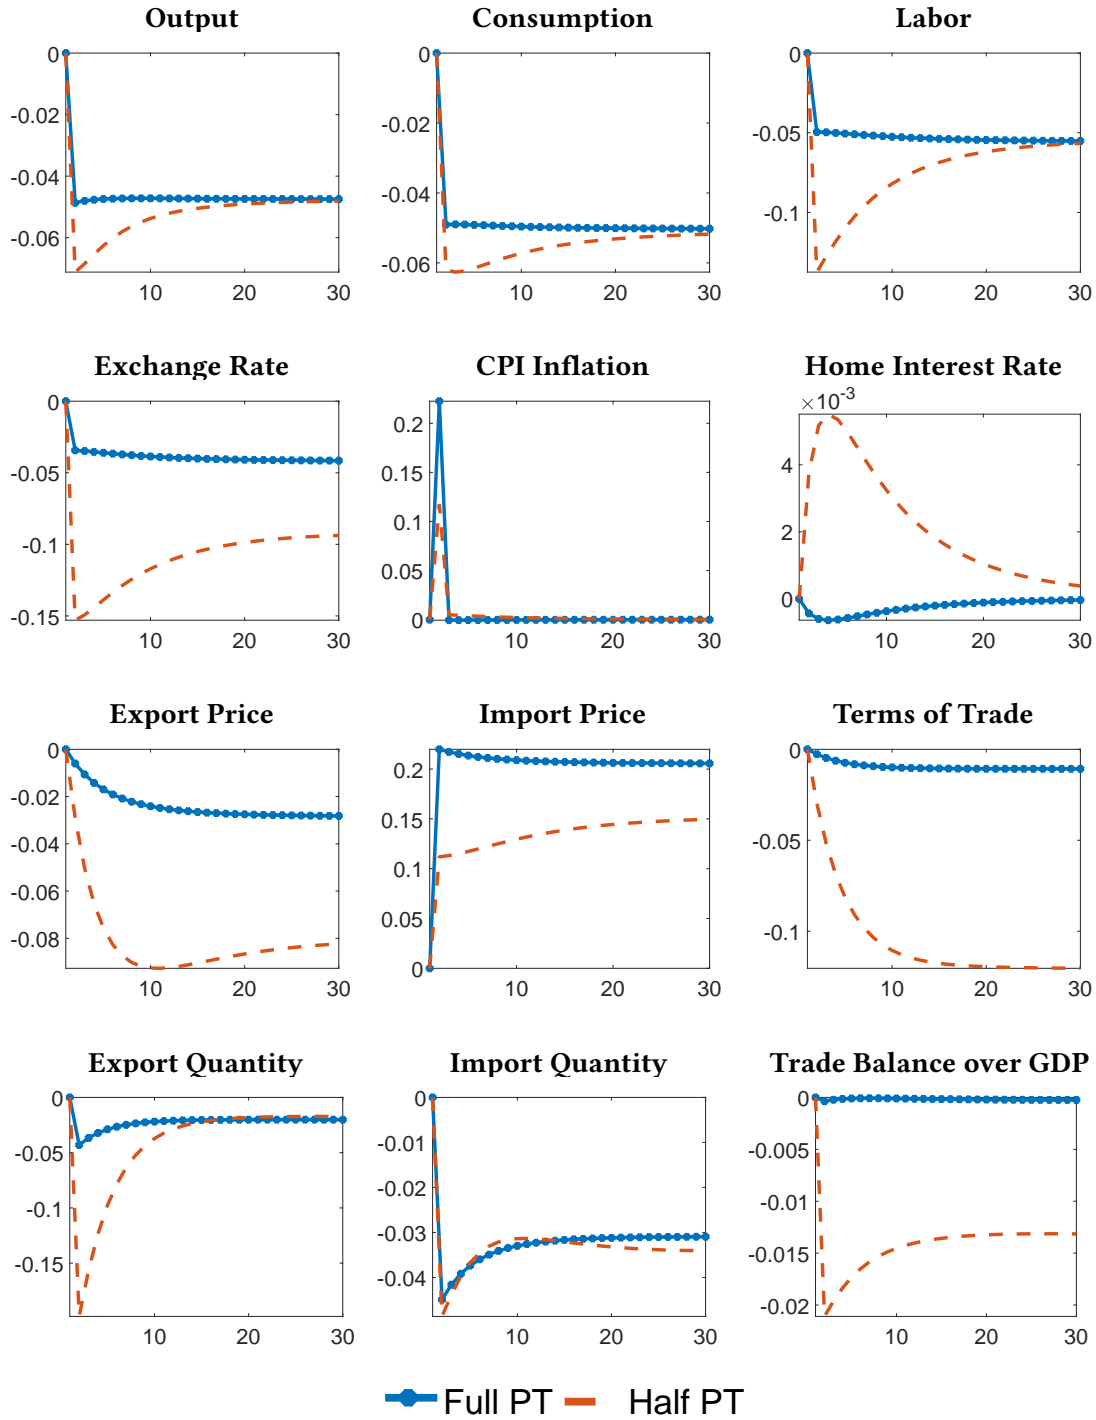 Output Consumption Labor
0 0 0
-0.02 -0.02 -0.05
-0.04 -0.04 -0.1
-0.06 -0.06
10 20 30 10 20 30 10 20 30
Exchange Rate CPI Inflation Home Interest Rate
×10-3
0 0.2 4
-0.05 0.15 2
-0.1 0.1 0
-0.15 0.05
0
10 20 30 10 20 30 10 20 30
Export Price Import Price Terms of Trade
0 0.2 0
-0.02 0.15 -0.05
-0.04 0.1 -0.1
-0.06 0.05
-0.08 0
10 20 30 10 20 30 10 20 30
Export Quantity Import Quantity Trade Balance over GDP
0 0 0
-0.05 -0.01 -0.005
-0.1 -0.02 -0.01
-0.15 -0.03 -0.015
-0.04 -0.02
10 20 30 10 20 30 10 20 30
Full PT Half PT